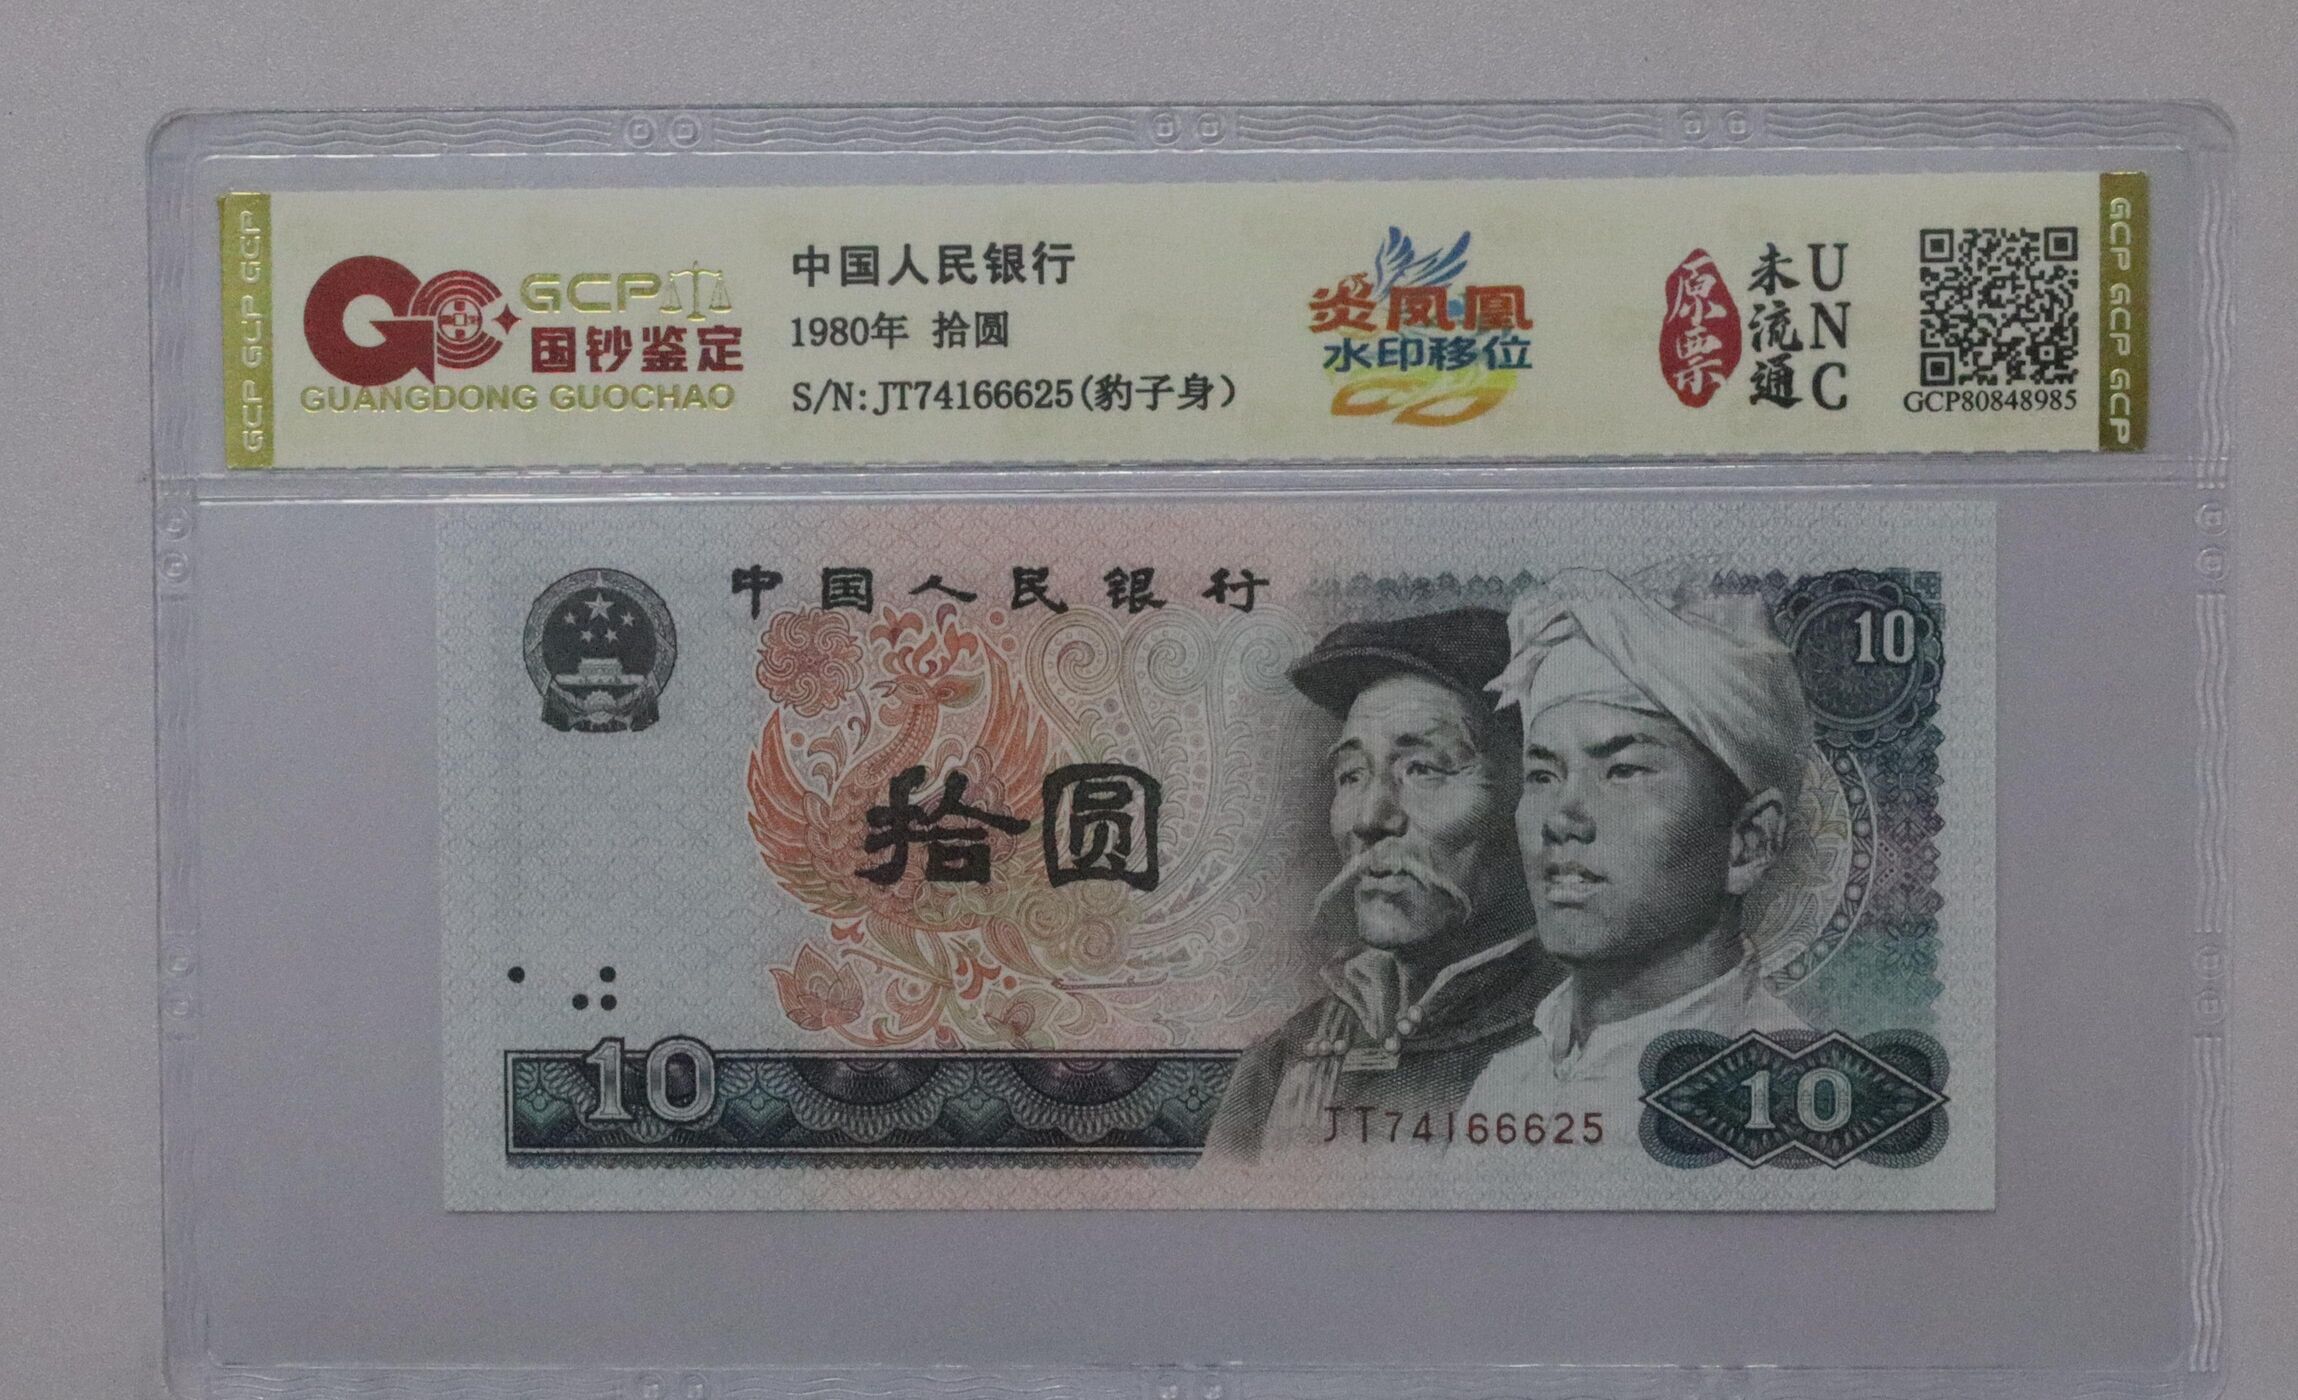 GCP
国钞鉴定
GUANGDONG GUOCHAO
中国人民银行
1980年 拾圆
S/N:JT74166625(豹子身)
炎凤凰
水印移位
原票
未流通
UNC
GCP80848985
GCP GCP GCP
GCP GCP GCP
中国人民银行
10
拾圆
10
JT74166625
10